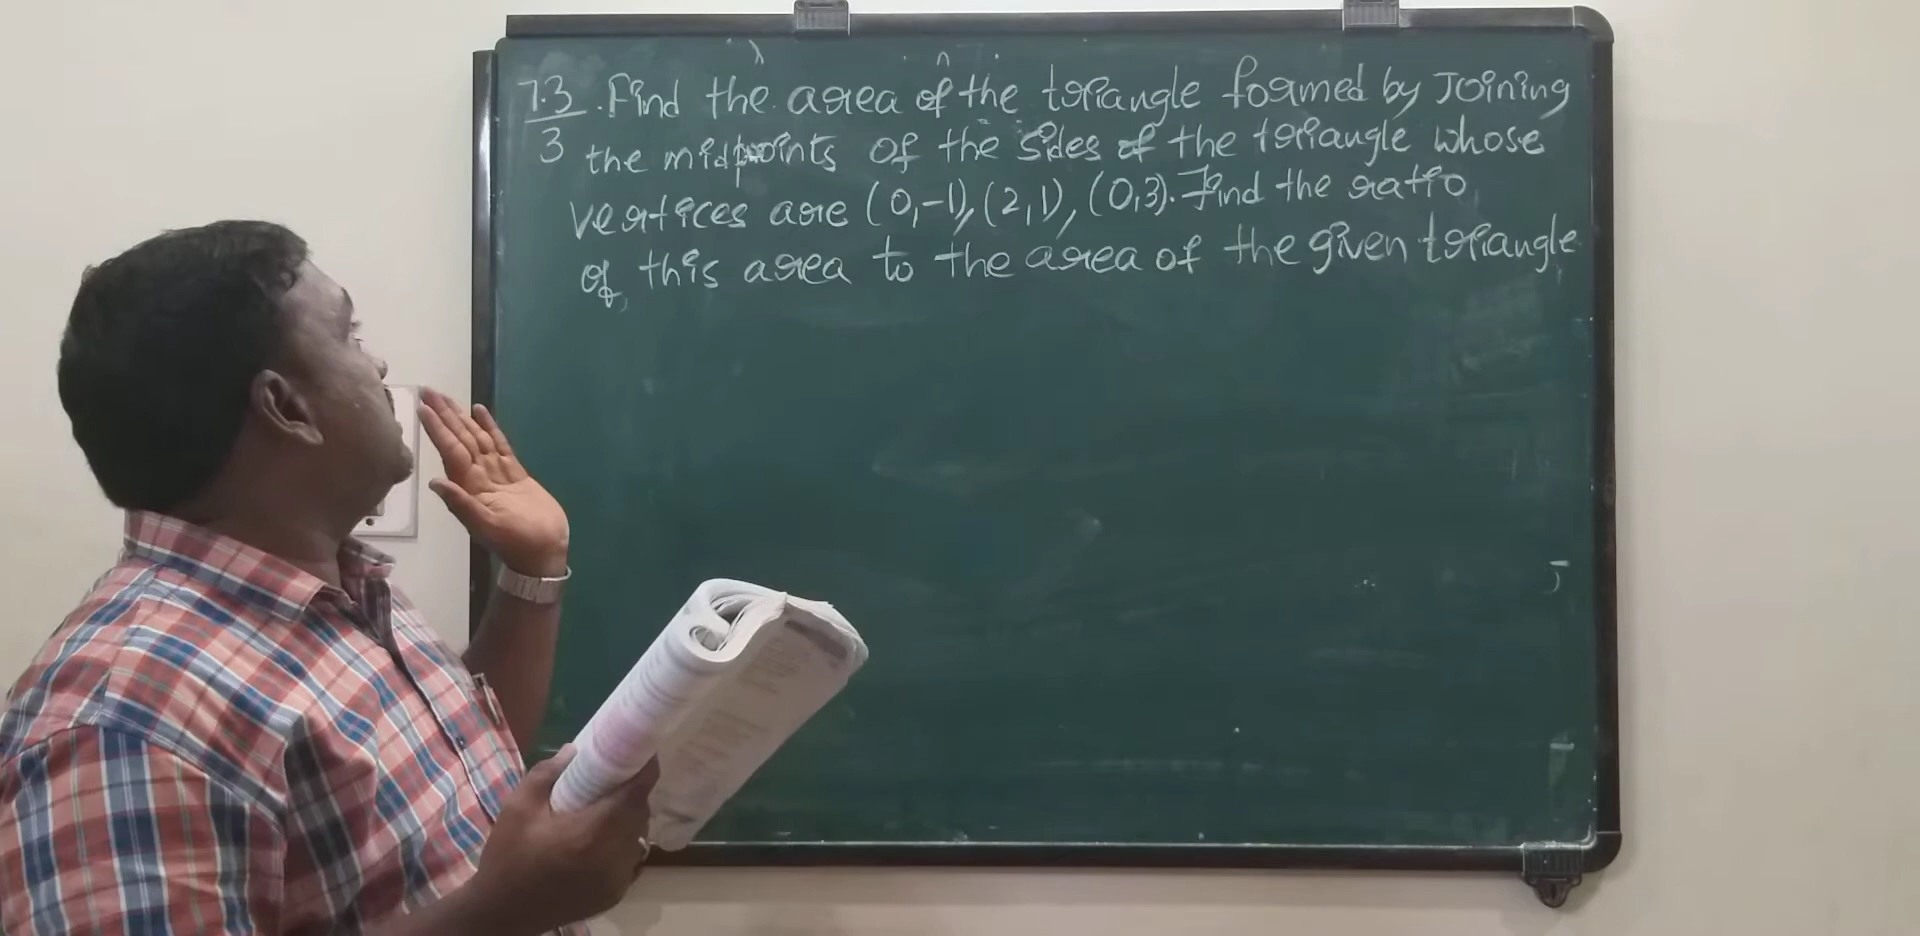 7.3/3 . Find the area of the triangle formed by Joining
the midpoints of the sides of the triangle whose
vertices are (0,-1), (2,1), (0,3). Find the ratio
of this area to the area of the given triangle